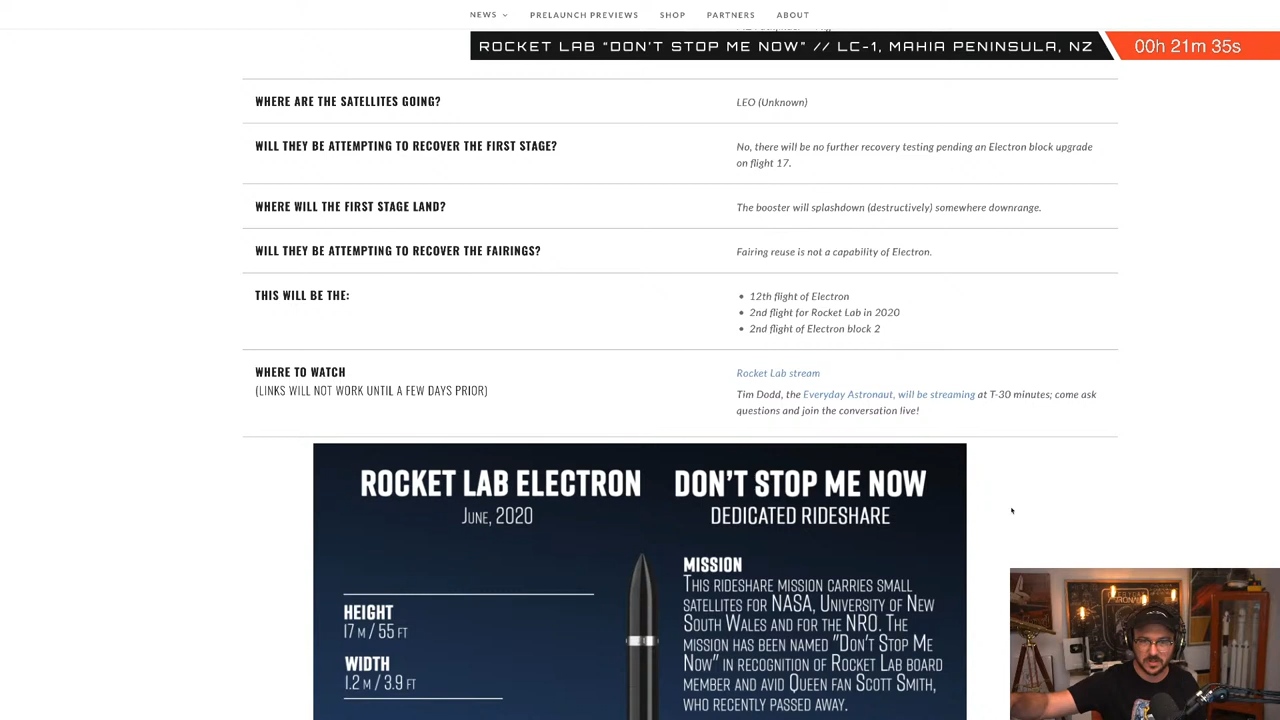 NEWS
PRELAUNCH PREVIEWS
SHOP
PARTNERS
ABOUT
ROCKET LAB "DON'T STOP ME NOW" // LC-1, MAHIA PENINSULA, NZ
00h 21m 35s
WHERE ARE THE SATELLITES GOING?
LEO (Unknown)
WILL THEY BE ATTEMPTING TO RECOVER THE FIRST STAGE?
No, there will be no further recovery testing pending an Electron block upgrade
on flight 17.
WHERE WILL THE FIRST STAGE LAND?
The booster will splashdown (destructively) somewhere downrange.
WILL THEY BE ATTEMPTING TO RECOVER THE FAIRINGS?
Fairing reuse is not a capability of Electron.
THIS WILL BE THE:
• 12th flight of Electron
• 2nd flight for Rocket Lab in 2020
• 2nd flight of Electron block 2
WHERE TO WATCH
(LINKS WILL NOT WORK UNTIL A FEW DAYS PRIOR)
Rocket Lab stream
Tim Dodd, the Everyday Astronaut, will be streaming at T-30 minutes; come ask
questions and join the conversation live!
ROCKET LAB ELECTRON
JUNE, 2020
HEIGHT
17 M / 55 FT
WIDTH
1.2 M / 3.9 FT
DON'T STOP ME NOW
DEDICATED RIDESHARE
MISSION
THIS RIDESHARE MISSION CARRIES SMALL
SATELLITES FOR NASA, UNIVERSITY OF NEW
SOUTH WALES AND FOR THE NRO. THE
MISSION HAS BEEN NAMED "DON'T STOP ME
NOW" IN RECOGNITION OF ROCKET LAB BOARD
MEMBER AND AVID QUEEN FAN SCOTT SMITH,
WHO RECENTLY PASSED AWAY.